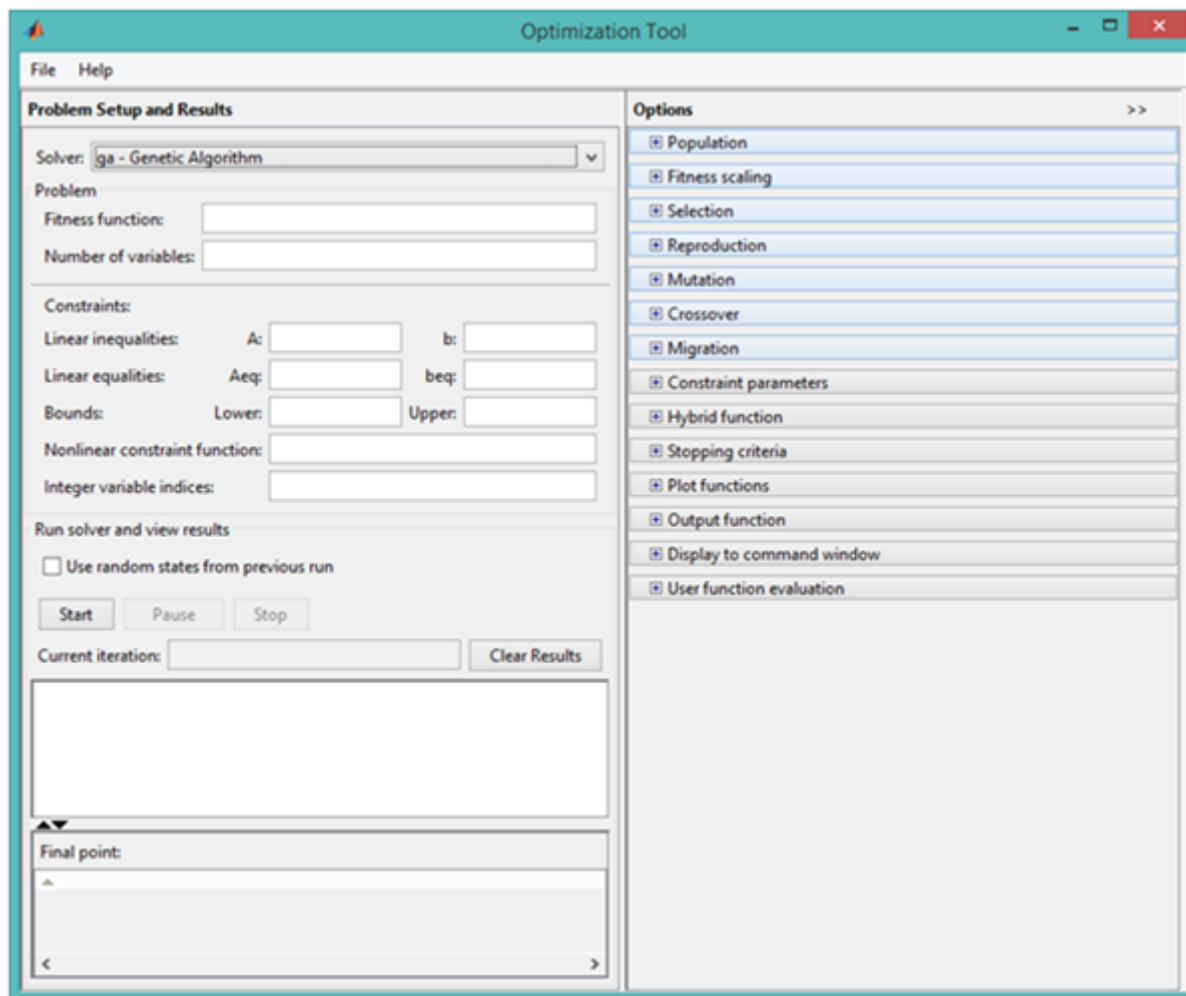 Optimization Tool
File Help
Problem Setup and Results
Solver: ga - Genetic Algorithm
Problem
Fitness function:
Number of variables:
Constraints:
Linear inequalities: A: b:
Linear equalities: Aeq: beq:
Bounds: Lower: Upper:
Nonlinear constraint function:
Integer variable indices:
Run solver and view results
Use random states from previous run
Start Pause Stop
Current iteration: Clear Results
Final point:
Options >>
Population
Fitness scaling
Selection
Reproduction
Mutation
Crossover
Migration
Constraint parameters
Hybrid function
Stopping criteria
Plot functions
Output function
Display to command window
User function evaluation